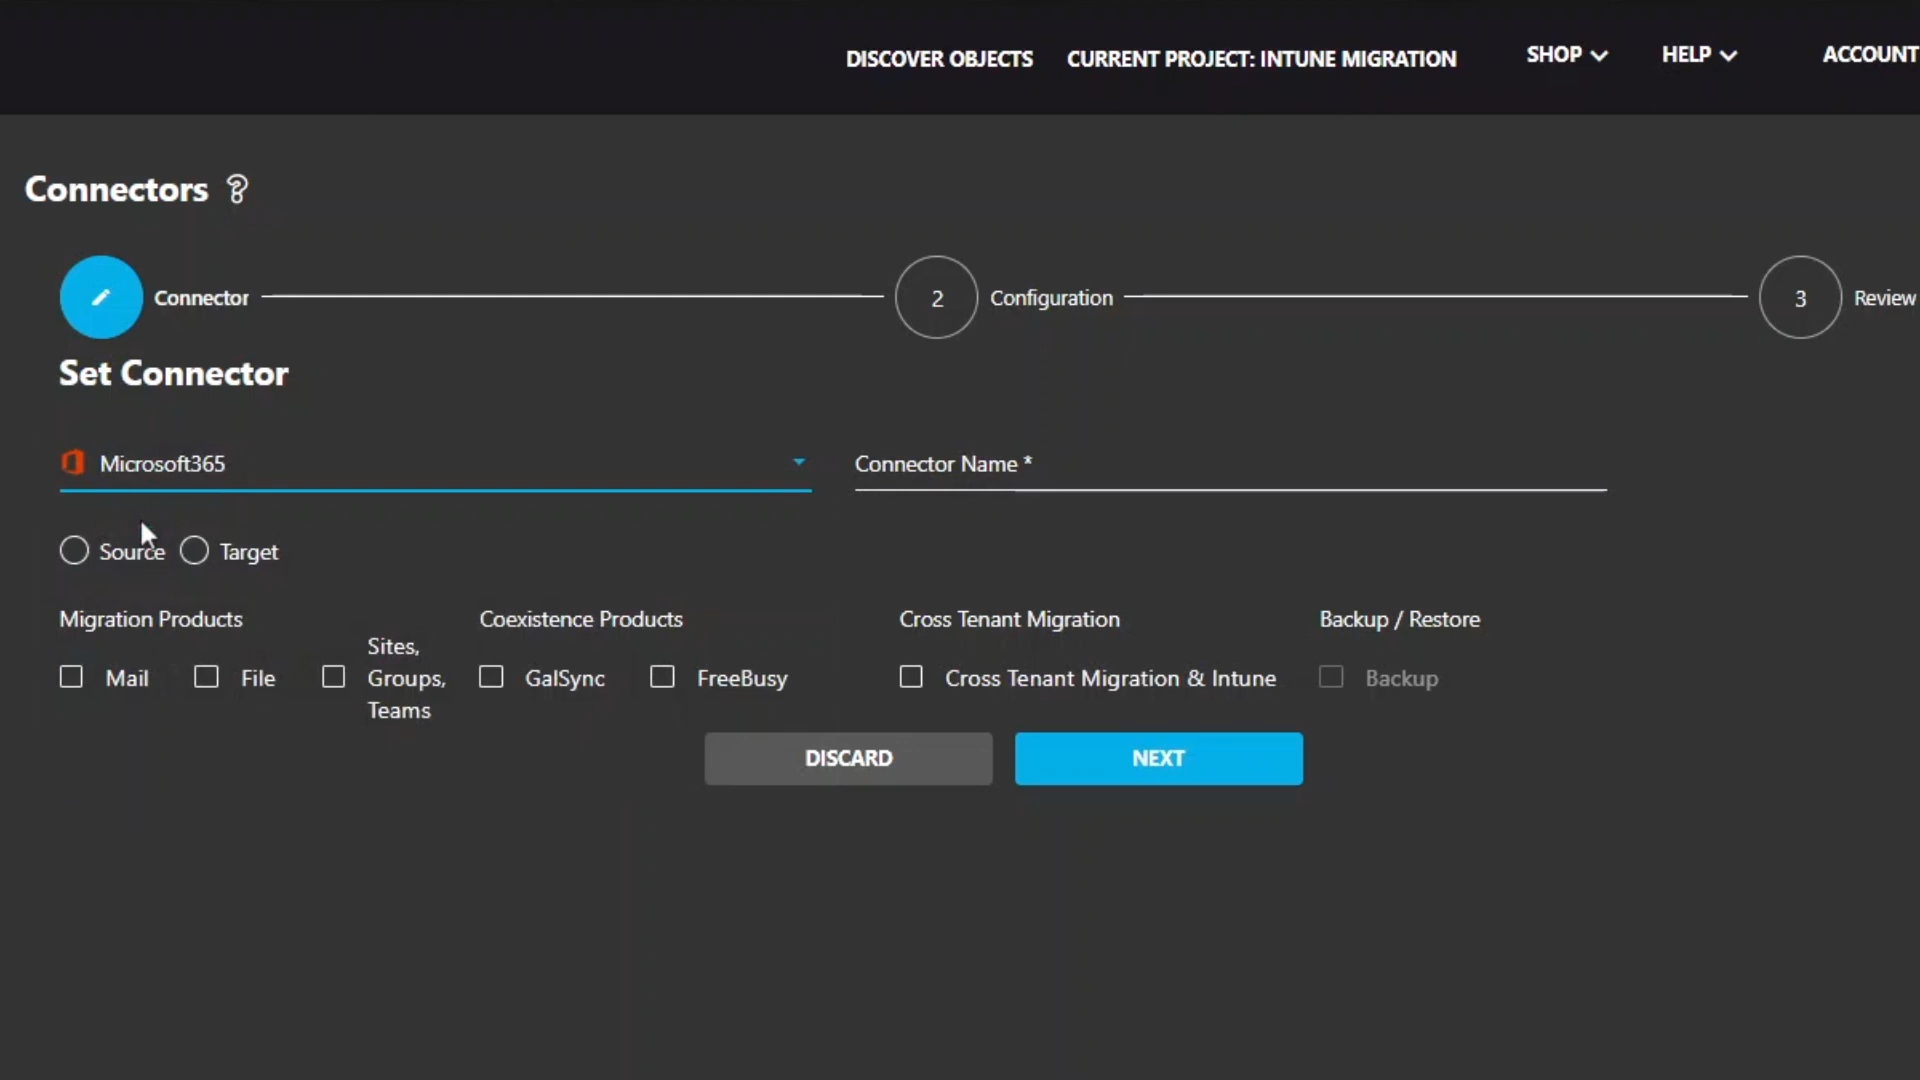 DISCOVER OBJECTS CURRENT PROJECT: INTUNE MIGRATION SHOP HELP ACCOUNT
Connectors
Connector 2 Configuration 3 Review
Set Connector
Microsoft365 Connector Name *
Source Target
Migration Products Coexistence Products Cross Tenant Migration Backup / Restore
Mail File Sites, Groups, Teams GalSync FreeBusy Cross Tenant Migration & Intune Backup
DISCARD NEXT